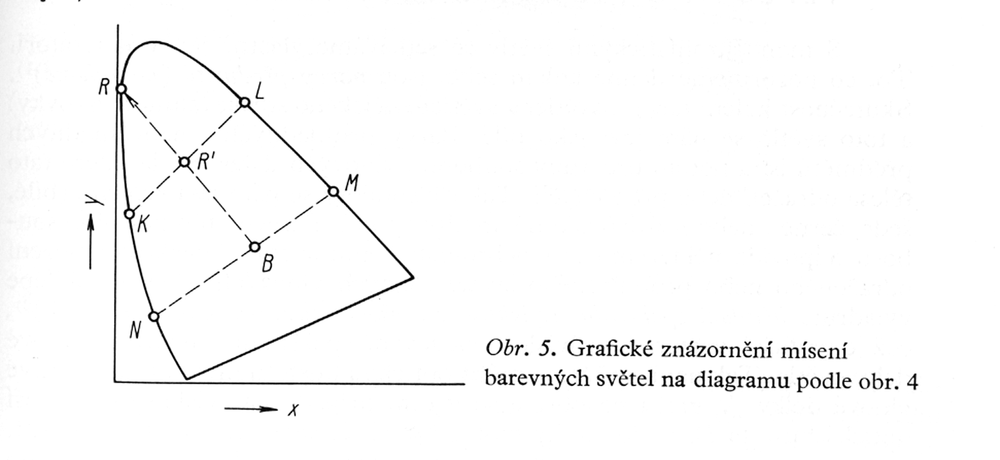 R
L
R'
M
y
K
B
N
Obr. 5. Grafické znázornění mísení
barevných světel na diagramu podle obr. 4
x